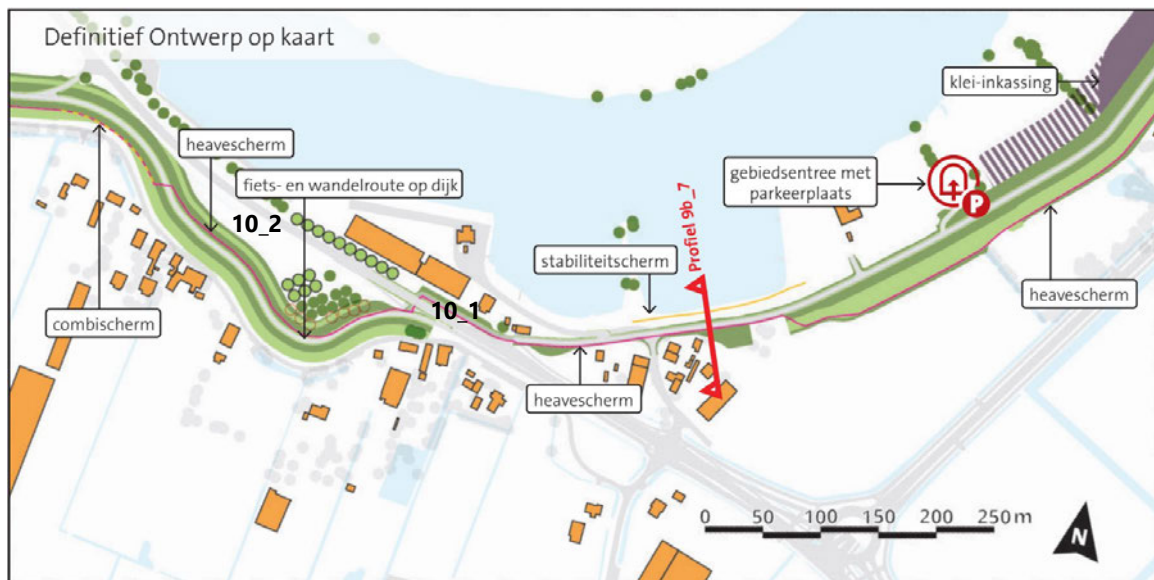 Definitief Ontwerp op kaart
klei-inkassing
heavescherm
gebiedsentree met
parkeerplaats
fiets- en wandelroute op dijk
10_2
P
Profiel 9b_7
stabiliteitscherm
heavescherm
10_1
combischerm
heavescherm
0 50 100 150 200 250 m
N